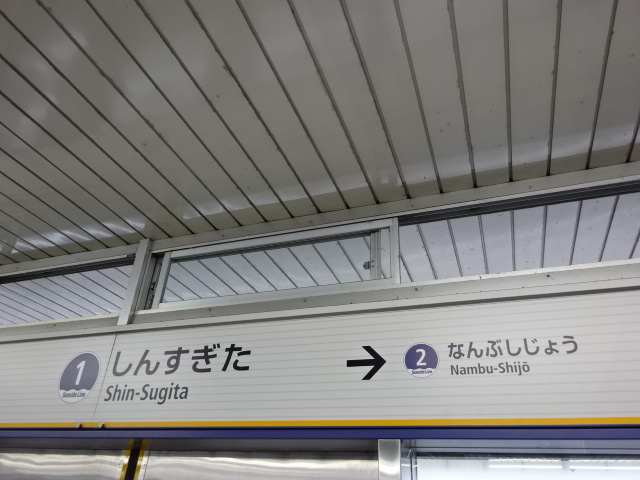 1
Seaside Line
しんすぎた
Shin-Sugita
→
2
Seaside Line
なんぶしじょう
Nambu-Shijō